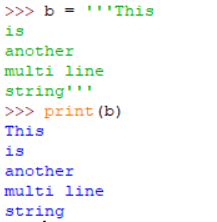 >>> b = '''This
is
another
multi line
string'''
>>> print(b)
This
is
another
multi line
string